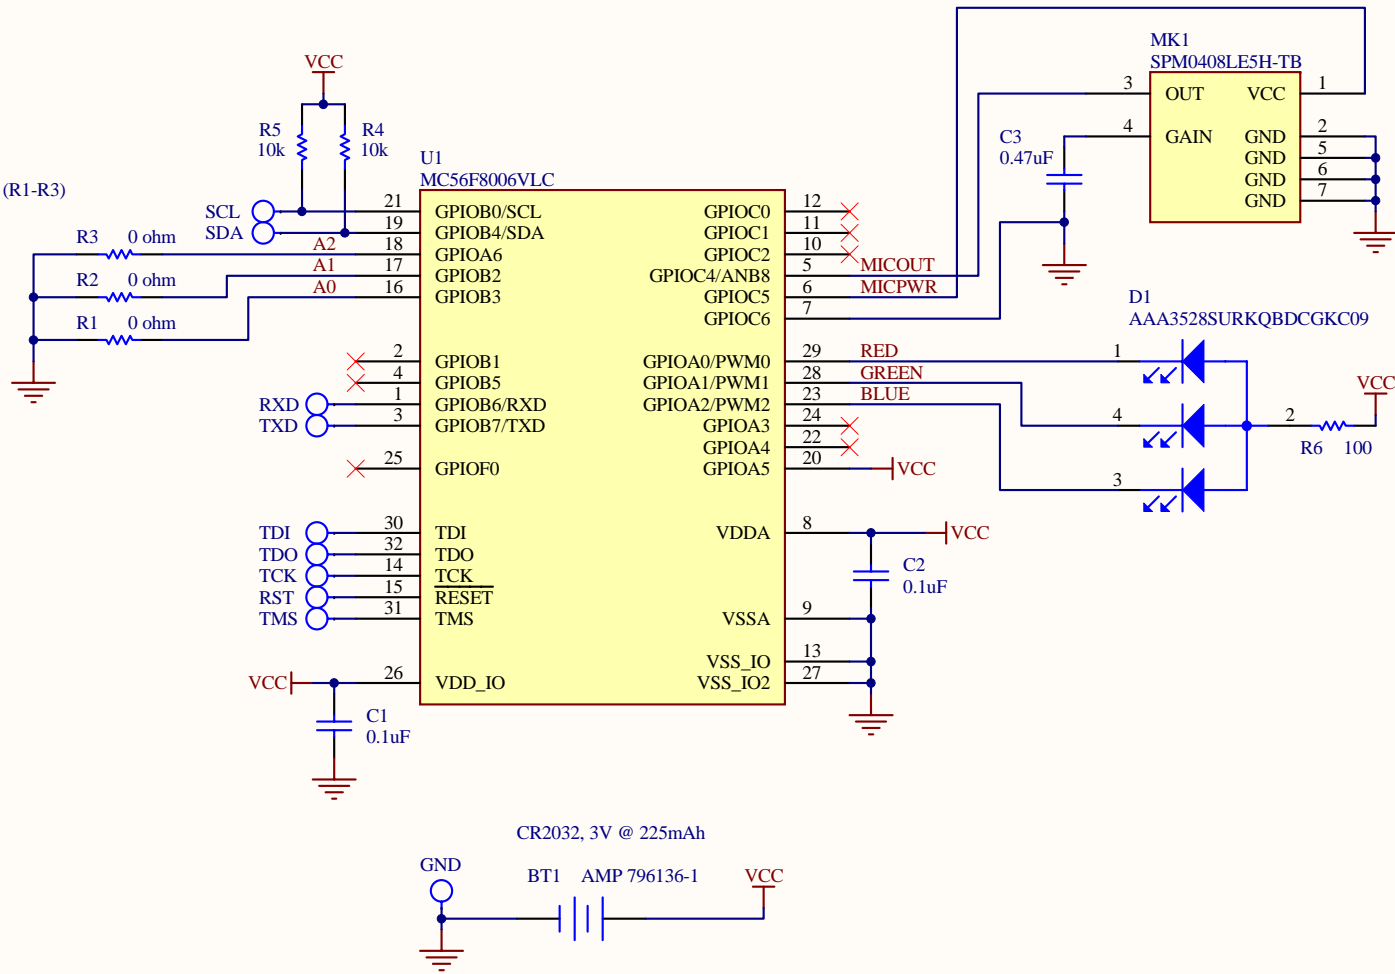 MK1
SPM0408LE5H-TB
3 OUT VCC 1
4 GAIN GND 2
GND 5
GND 6
GND 7
C3
0.47uF
VCC
R5
10k
R4
10k
(R1-R3)
U1
MC56F8006VLC
SCL 21 GPIOB0/SCL
SDA 19 GPIOB4/SDA
R3 0 ohm A2 18 GPIOA6
R2 0 ohm A1 17 GPIOB2
R1 0 ohm A0 16 GPIOB3
2 GPIOB1
4 GPIOB5
RXD 1 GPIOB6/RXD
TXD 3 GPIOB7/TXD
25 GPIOF0
TDI 30 TDI
TDO 32 TDO
TCK 14 TCK
RST 15 RESET
TMS 31 TMS
VCC 26 VDD_IO
C1
0.1uF
GPIOC0 12
GPIOC1 11
GPIOC2 10
GPIOC4/ANB8 5 MICOUT
GPIOC5 6 MICPWR
GPIOC6 7
GPIOA0/PWM0 29 RED
GPIOA1/PWM1 28 GREEN
GPIOA2/PWM2 23 BLUE
GPIOA3 24
GPIOA4 22
GPIOA5 20 VCC
VDDA 8 VCC
C2
0.1uF
VSSA 9
VSS_IO 13
VSS_IO2 27
D1
AAA3528SURKQBDCGKC09
1
4
3
2
VCC
R6 100
CR2032, 3V @ 225mAh
GND
BT1 AMP 796136-1 VCC